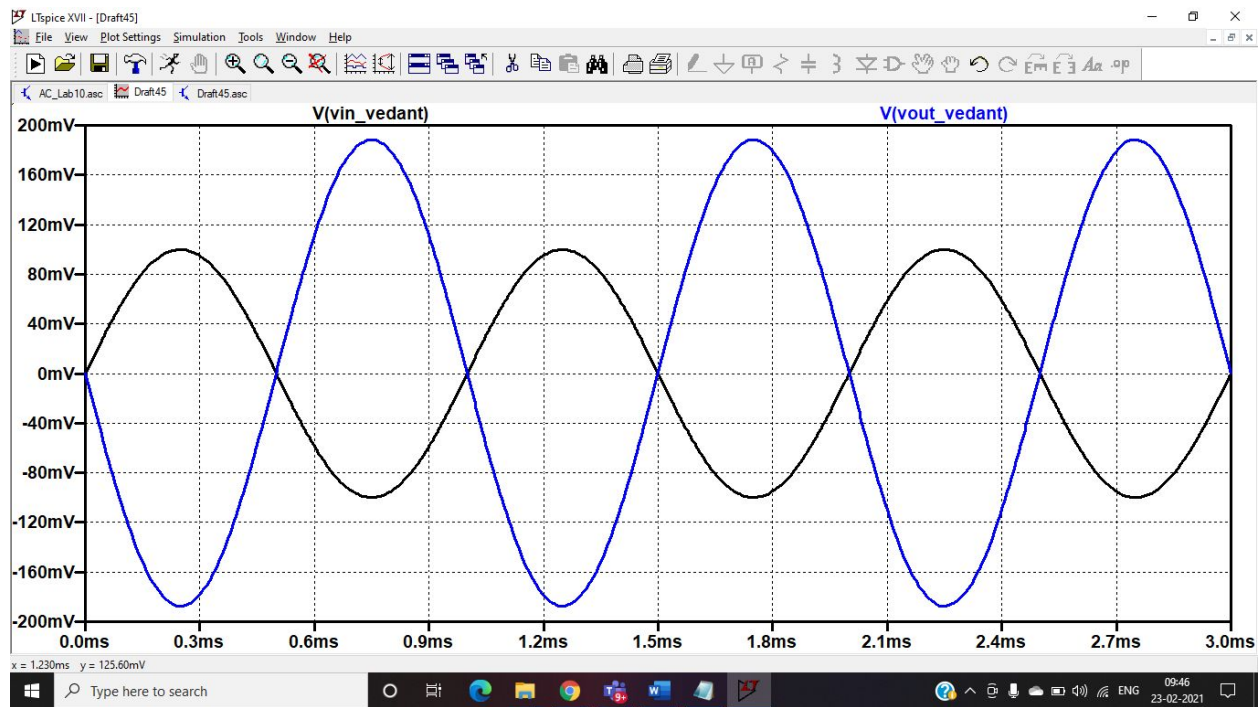 LTspice XVII - [Draft45]
File View Plot Settings Simulation Tools Window Help
AC_Lab10.asc Draft45 Draft45.asc
V(vin_vedant) V(vout_vedant)
200mV
160mV
120mV
80mV
40mV
0mV
-40mV
-80mV
-120mV
-160mV
-200mV
0.0ms 0.3ms 0.6ms 0.9ms 1.2ms 1.5ms 1.8ms 2.1ms 2.4ms 2.7ms 3.0ms
x = 1.230ms y = 125.60mV
Type here to search
9+
ENG
09:46
23-02-2021